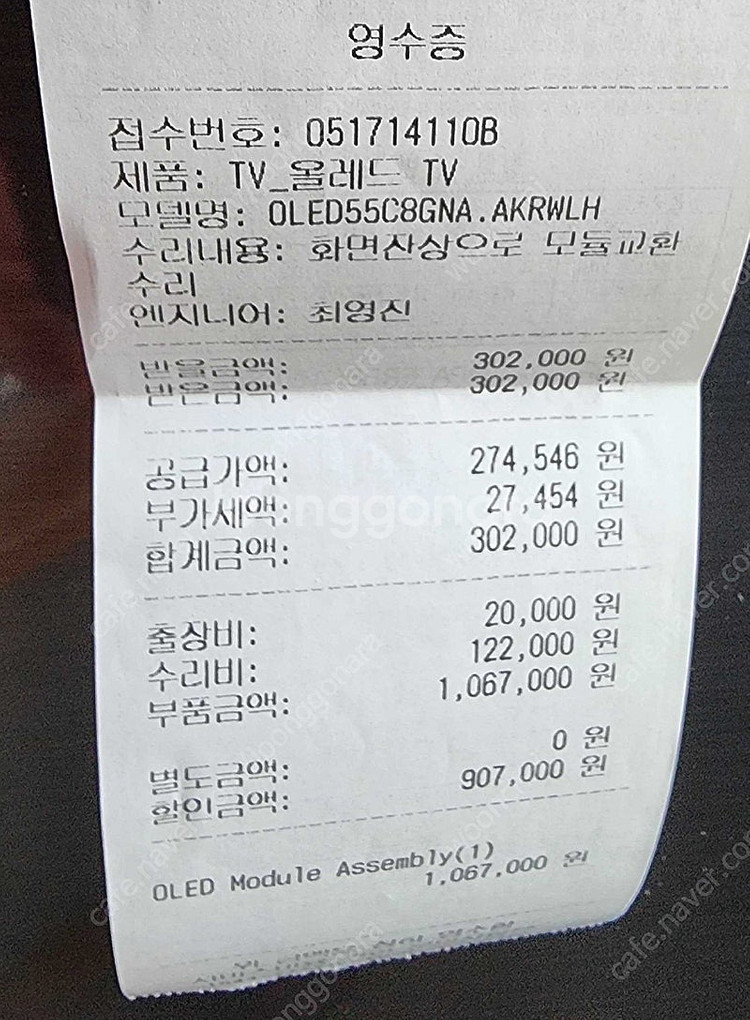 영수증
접수번호: 051714110B
제품: TV_올레드 TV
모델명: OLED55C8GNA.AKRWLH
수리내용: 화면잔상으로 모듈교환
수리
엔지니어: 최영진
받을금액: 302,000 원
받은금액: 302,000 원
공급가액: 274,546 원
부가세액: 27,454 원
합계금액: 302,000 원
출장비: 20,000 원
수리비: 122,000 원
부품금액: 1,067,000 원
별도금액: 0 원
할인금액: 907,000 원
OLED Module Assembly(1)
1,067,000 원